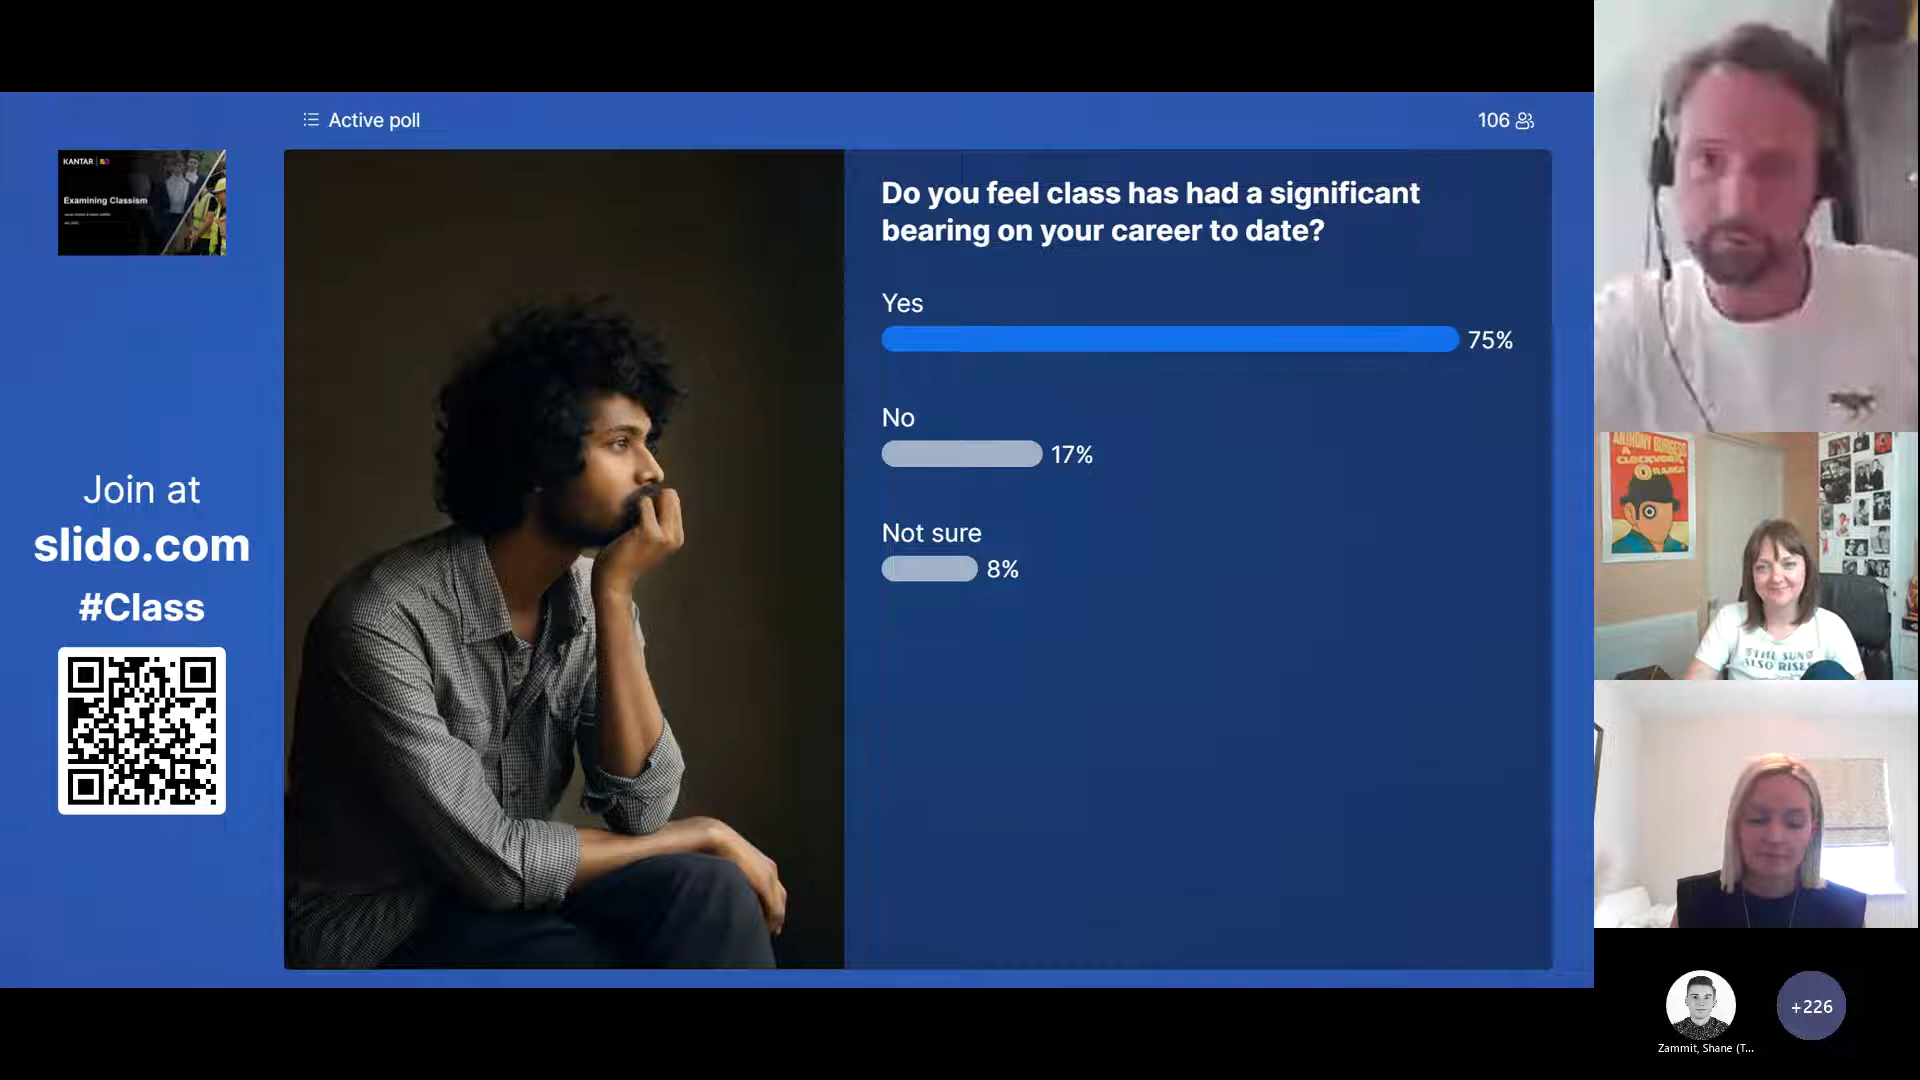 Active poll
106
KANTAR
Examining Classism
Do you feel class has had a significant
bearing on your career to date?
Yes
75%
No
17%
Not sure
8%
Join at
slido.com
#Class
ANTHONY BURGESS
A
CLOCKWORK
ORANGE
THE SUN
ALSO RISES
Zammit, Shane (T...
+226